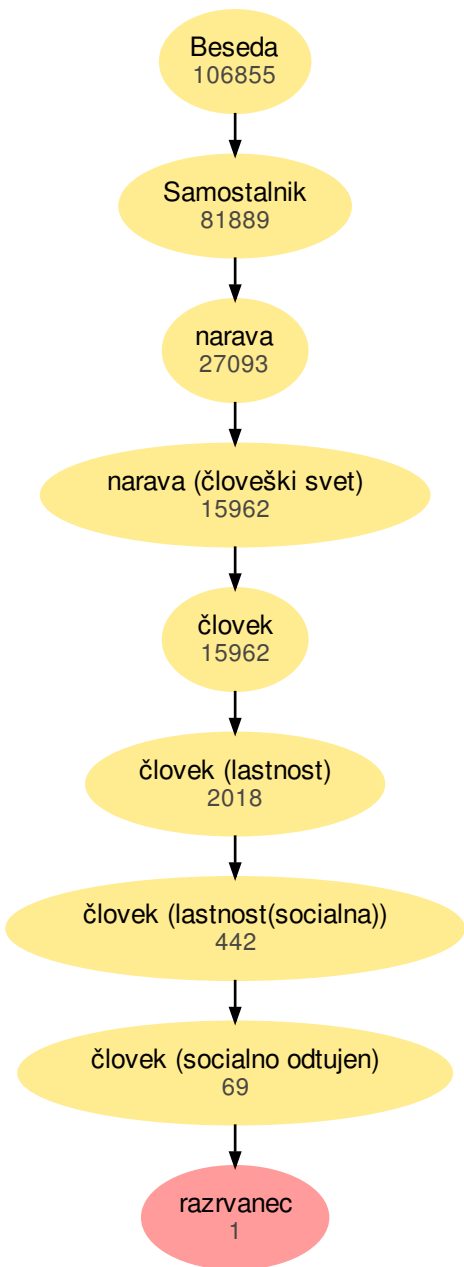 Beseda
106855
Samostalnik
81889
narava
27093
narava (človeški svet)
15962
človek
15962
človek (lastnost)
2018
človek (lastnost(socialna))
442
človek (socialno odtujen)
69
razrvanec
1